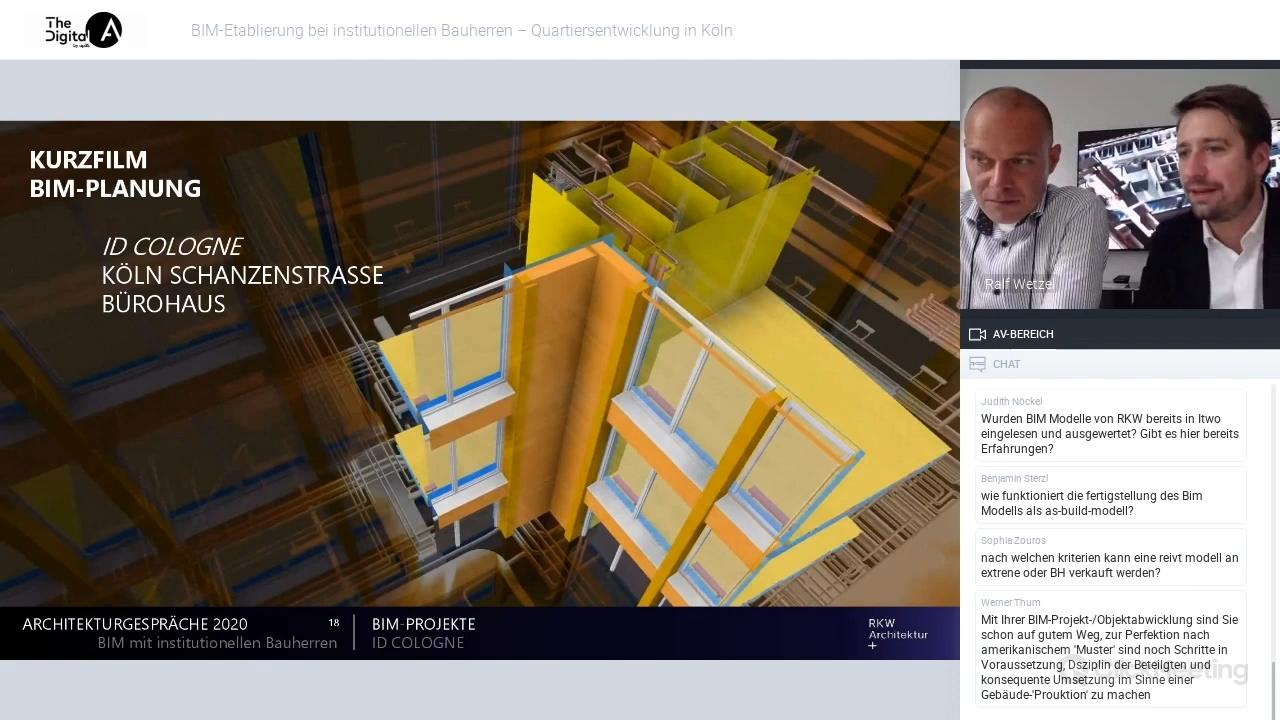 The
Digital
A
BIM-Etablierung bei institutionellen Bauherren – Quartiersentwicklung in Köln
KURZFILM
BIM-PLANUNG
ID COLOGNE
KÖLN SCHANZENSTRASSE
BÜROHAUS
ARCHITEKTURGESPRÄCHE 2020
BIM mit institutionellen Bauherren
18
BIM-PROJEKTE
ID COLOGNE
RKW
Architektur
+
Ralf Wetzel
AV-BEREICH
CHAT
Judith Nöckel
Wurden BIM Modelle von RKW bereits in Itwo
eingelesen und ausgewertet? Gibt es hier bereits
Erfahrungen?
Benjamin Sterzl
wie funktioniert die fertigstellung des Bim
Modells als as-build-modell?
Sophia Zouros
nach welchen kriterien kann eine reivt modell an
extrene oder BH verkauft werden?
Werner Thum
Mit Ihrer BIM-Projekt-/Objektabwicklung sind Sie
schon auf gutem Weg, zur Perfektion nach
amerikanischem 'Muster' sind noch Schritte in
Voraussetzung, Dsziplin der Beteiligten und
konsequente Umsetzung im Sinne einer
Gebäude-'Prouktion' zu machen